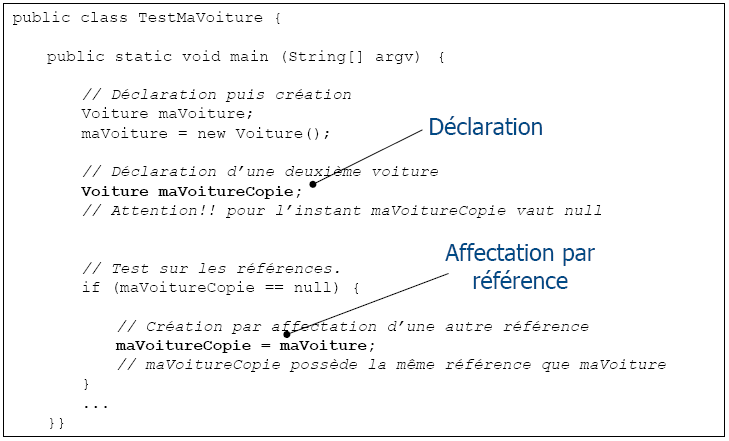 public class TestMaVoiture {
public static void main (String[] argv) {
// Déclaration puis création
Voiture maVoiture;
maVoiture = new Voiture();
Déclaration
// Déclaration d’une deuxième voiture
Voiture maVoitureCopie;
// Attention!! pour l’instant maVoitureCopie vaut null
Affectation par
référence
// Test sur les références.
if (maVoitureCopie == null) {
// Création par affectation d’une autre référence
maVoitureCopie = maVoiture;
// maVoitureCopie possède la même référence que maVoiture
}
...
}}